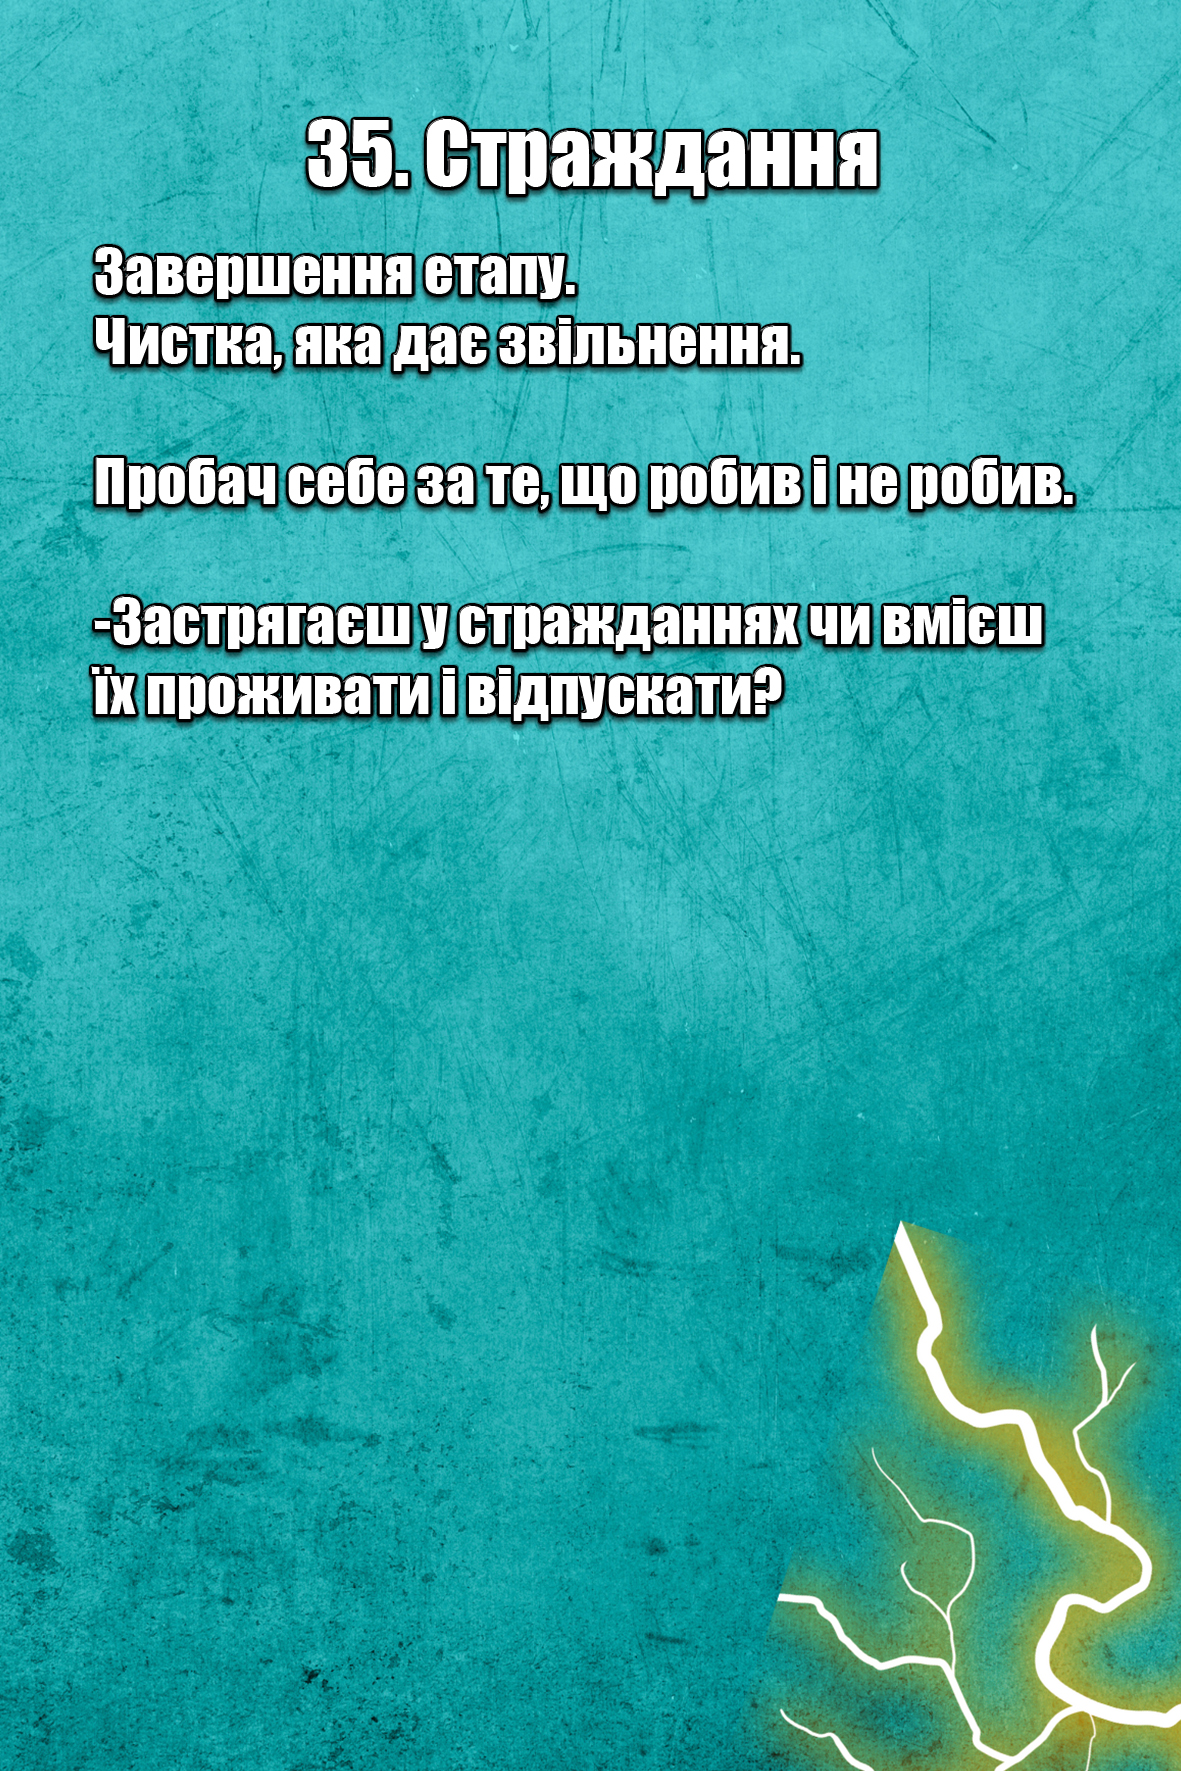 35. Страждання
Завершення етапу.
Чистка, яка дає звільнення.
Пробач себе за те, що робив і не робив.
-Застрягаєш у стражданнях чи вмієш
їх проживати і відпускати?